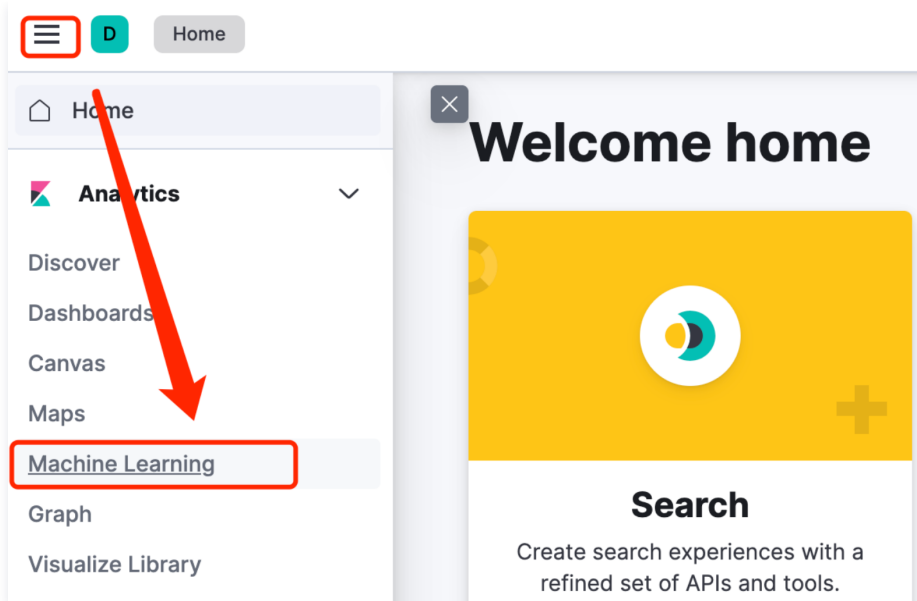 D
Home
Home
Analytics
Discover
Dashboards
Canvas
Maps
Machine Learning
Graph
Visualize Library
Welcome home
Search
Create search experiences with a
refined set of APIs and tools.